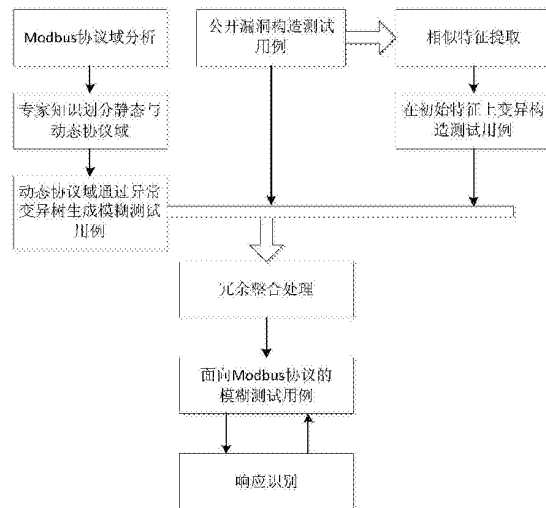 Modbus协议域分析
公开漏洞构造测试
用例
相似特征提取
专家知识划分静态与
动态协议域
在初始特征上变异构
造测试用例
动态协议域通过异常
变异树生成模糊测试
用例
冗余整合处理
面向Modbus协议的
模糊测试用例
响应识别